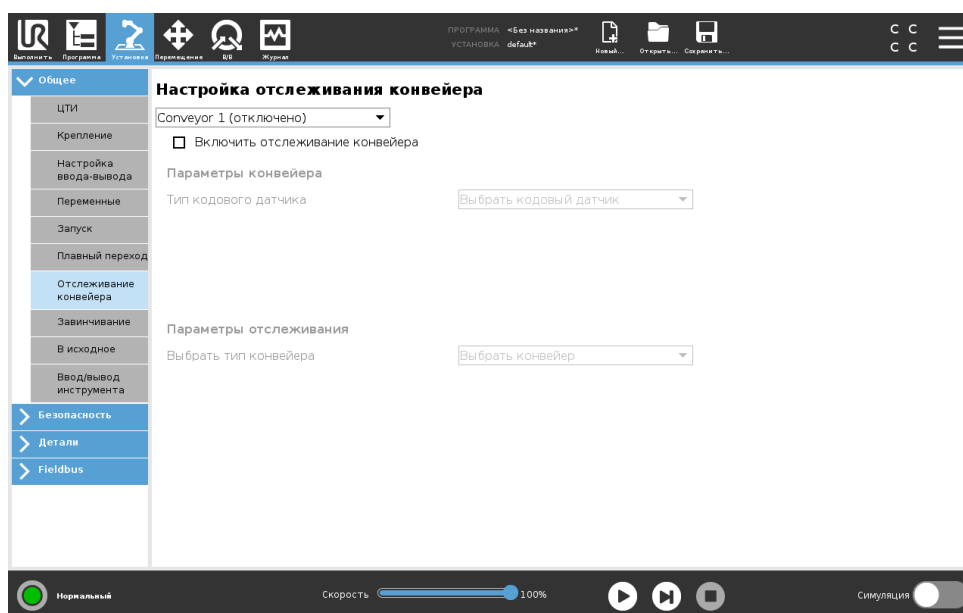 ПРОГРАММА <Без названия>*
УСТАНОВКА default*
Выполнить Программа Установка Перемещение В/В Журнал
Новый... Открыть... Сохранить...
C C
C C
Общее
ЦТИ
Крепление
Настройка
ввода-вывода
Переменные
Запуск
Плавный переход
Отслеживание
конвейера
Завинчивание
В исходное
Ввод/вывод
инструмента
Безопасность
Детали
Fieldbus
Настройка отслеживания конвейера
Conveyor 1 (отключено)
Включить отслеживание конвейера
Параметры конвейера
Тип кодового датчика Выбрать кодовый датчик
Параметры отслеживания
Выбрать тип конвейера Выбрать конвейер
Нормальный
Скорость 100%
Симуляция